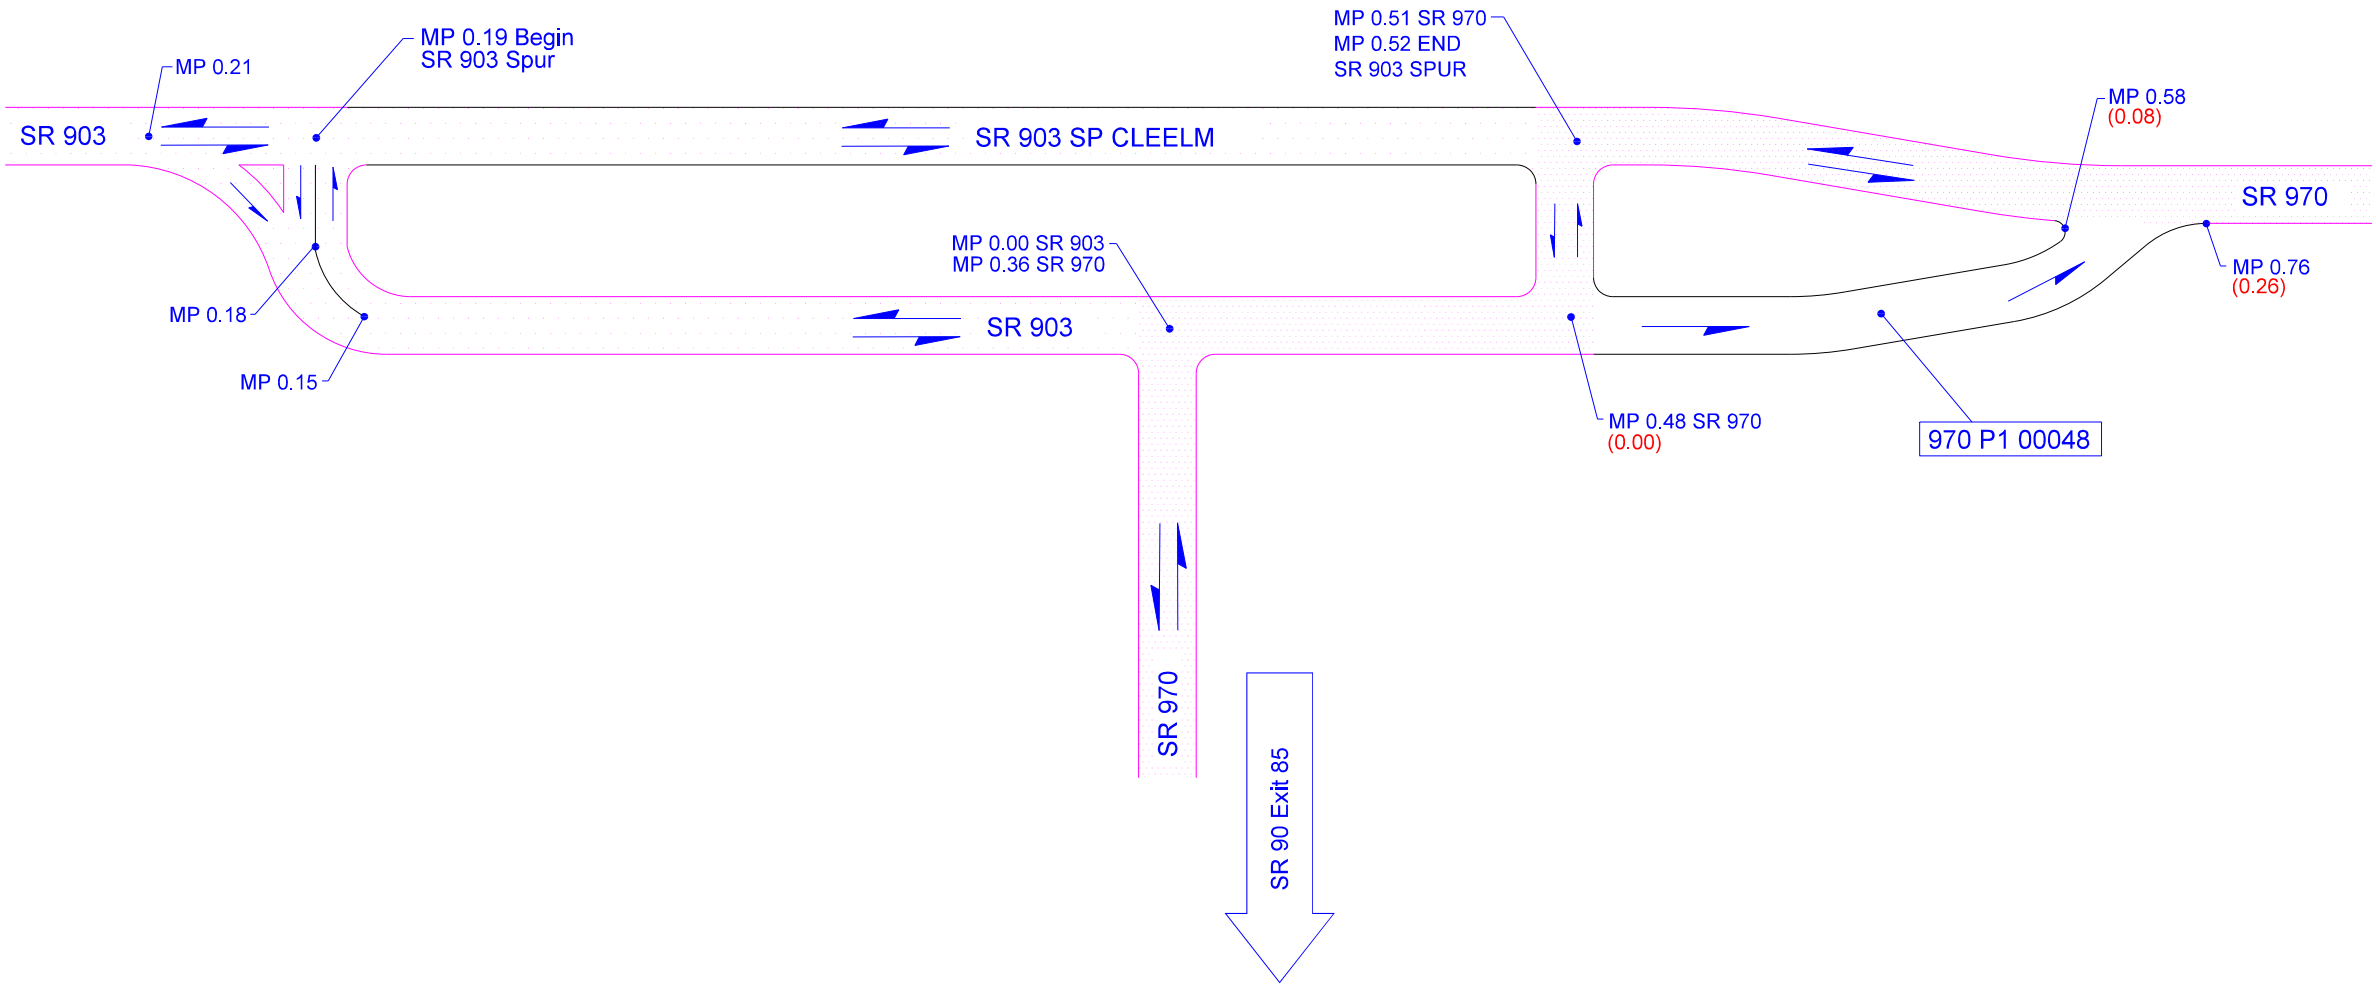 MP 0.51 SR 970
MP 0.52 END
SR 903 SPUR
MP 0.19 Begin
SR 903 Spur
MP 0.21
MP 0.58
(0.08)
SR 903
SR 903 SP CLEELM
SR 970
MP 0.00 SR 903
MP 0.36 SR 970
MP 0.76
(0.26)
MP 0.18
SR 903
MP 0.15
MP 0.48 SR 970
(0.00)
970 P1 00048
SR 970
SR 90 Exit 85